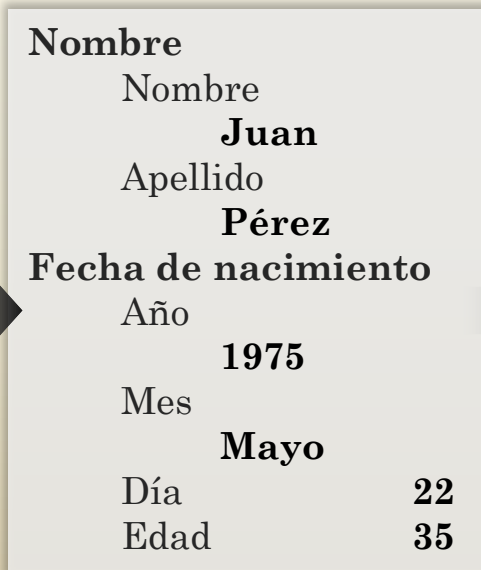 Nombre
Nombre
Juan
Apellido
Pérez
Fecha de nacimiento
Año
1975
Mes
Mayo
Día 22
Edad 35